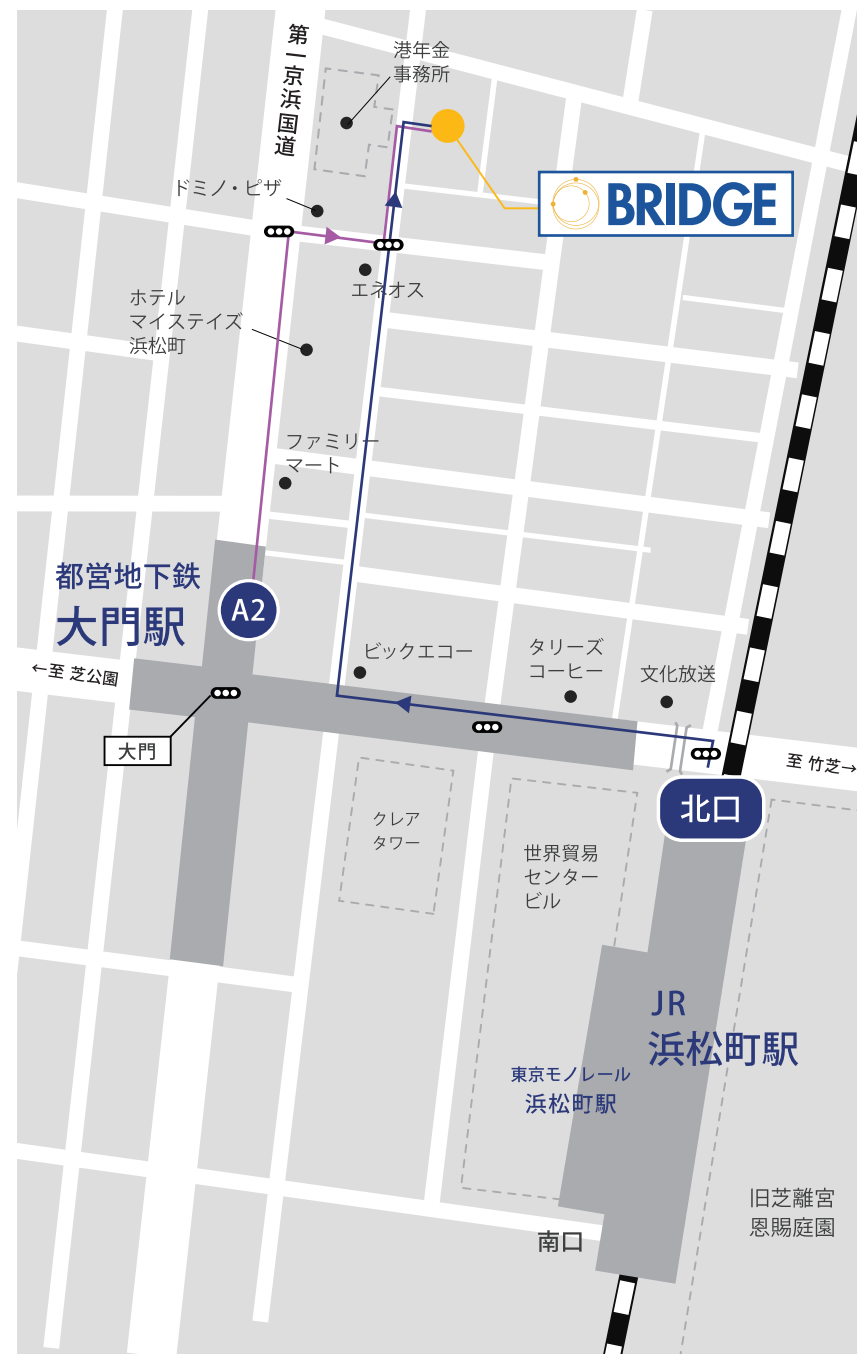 第一京浜国道
港年金
事務所
ドミノ・ピザ
BRIDGE
エネオス
ホテル
マイステイズ
浜松町
ファミリー
マート
都営地下鉄
大門駅
A2
←至 芝公園
ビックエコー
タリーズ
コーヒー
文化放送
大門
至 竹芝→
北口
クレア
タワー
世界貿易
センター
ビル
JR
浜松町駅
東京モノレール
浜松町駅
旧芝離宮
恩賜庭園
南口